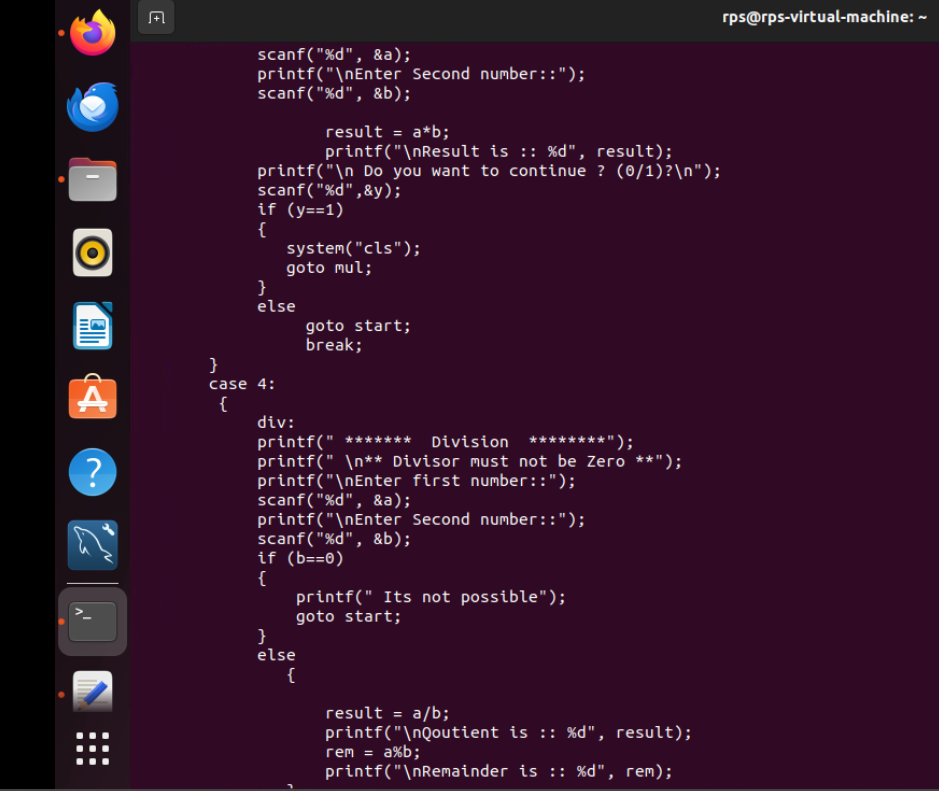 rps@rps-virtual-machine: ~
scanf("%d", &a);
printf("\nEnter Second number::");
scanf("%d", &b);
result = a*b;
printf("\nResult is :: %d", result);
printf("\n Do you want to continue ? (0/1)?\n");
scanf("%d",&y);
if (y==1)
{
system("cls");
goto mul;
}
else
goto start;
break;
}
case 4:
{
div:
printf(" *******  Division  ********");
printf(" \n** Divisor must not be Zero **");
printf("\nEnter first number::");
scanf("%d", &a);
printf("\nEnter Second number::");
scanf("%d", &b);
if (b==0)
{
printf(" Its not possible");
goto start;
}
else
{
result = a/b;
printf("\nQoutient is :: %d", result);
rem = a%b;
printf("\nRemainder is :: %d", rem);